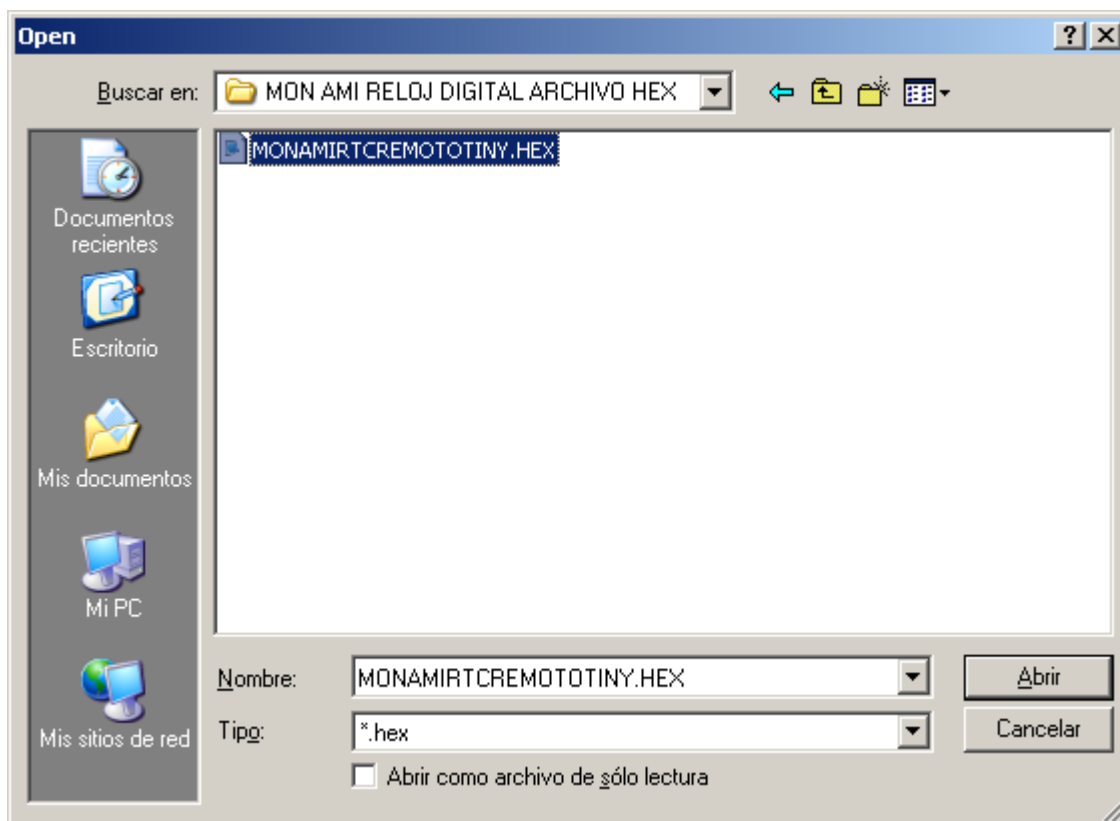 Open
Buscar en:
MON AMI RELOJ DIGITAL ARCHIVO HEX
MONAMIRTCREMOTOTINY.HEX
Documentos
recientes
Escritorio
Mis documentos
Mi PC
Mis sitios de red
Nombre:
MONAMIRTCREMOTOTINY.HEX
Abrir
Tipo:
*.hex
Cancelar
Abrir como archivo de sólo lectura